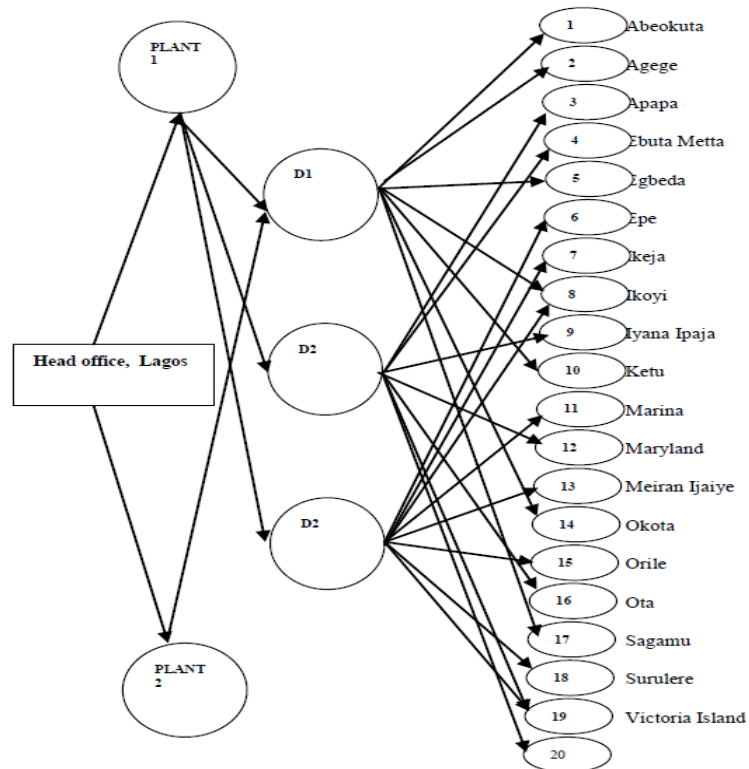 PLANT
1
D1
Head office, Lagos
D2
D2
PLANT
2
1 Abeokuta
2 Agege
3 Apapa
4 Ebuta Metta
5 Egbeda
6 Epe
7 Ikeja
8 Ikoyi
9 Iyana Ipaja
10 Ketu
11 Marina
12 Maryland
13 Meiran Ijaiye
14 Okota
15 Orile
16 Ota
17 Sagamu
18 Surulere
19 Victoria Island
20